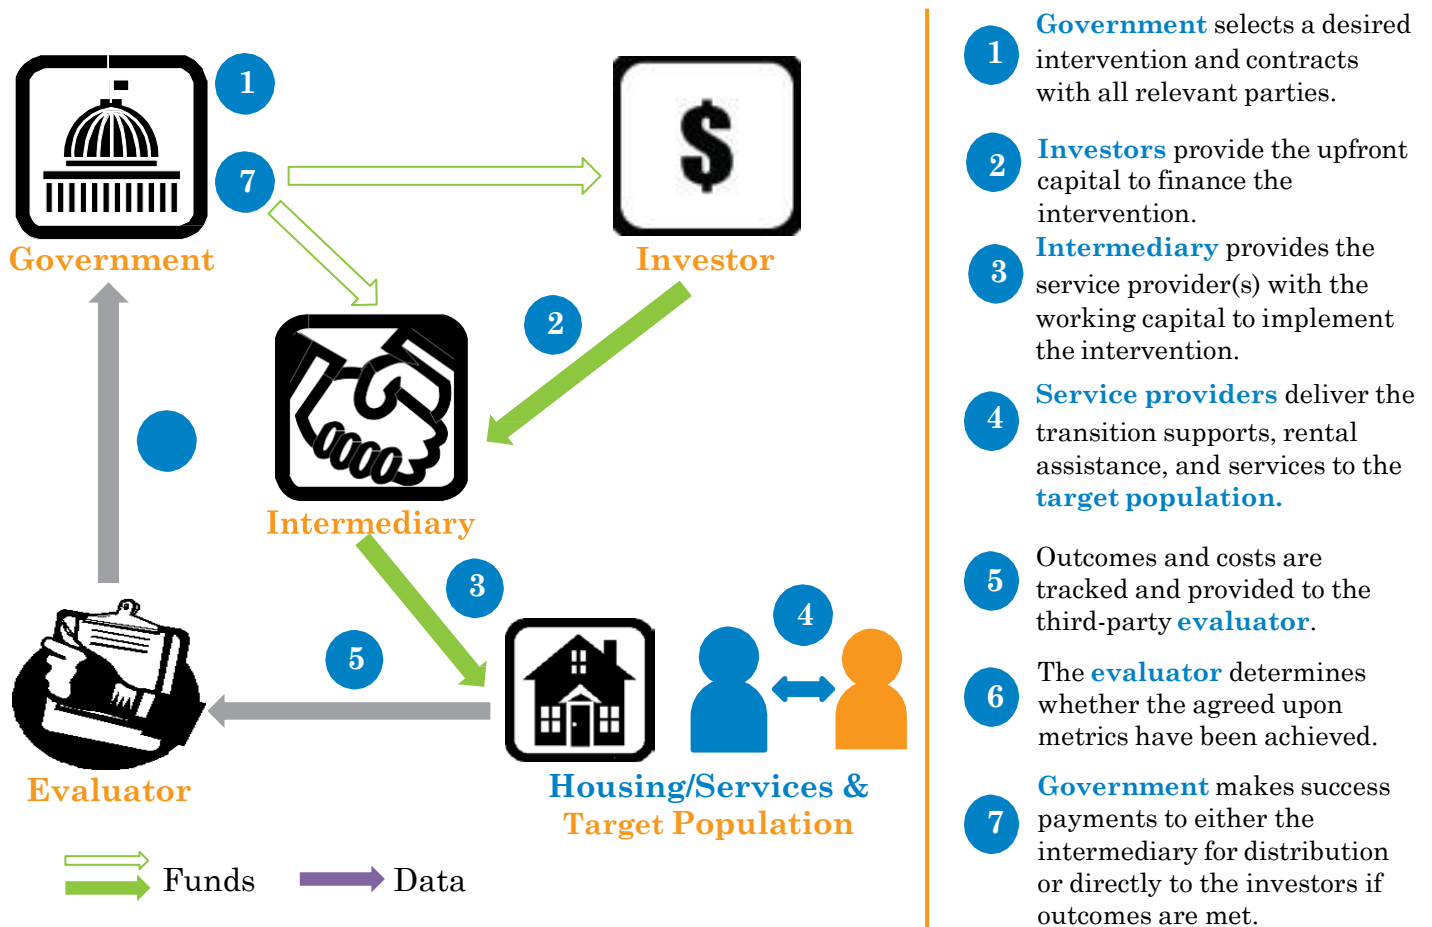 1
7
Government
$
Investor
2
Intermediary
3
4
5
Evaluator
Housing/Services &
Target Population
Funds
Data
1
Government selects a desired
intervention and contracts
with all relevant parties.
2
Investors provide the upfront
capital to finance the
intervention.
3
Intermediary provides the
service provider(s) with the
working capital to implement
the intervention.
4
Service providers deliver the
transition supports, rental
assistance, and services to the
target population.
5
Outcomes and costs are
tracked and provided to the
third-party evaluator.
6
The evaluator determines
whether the agreed upon
metrics have been achieved.
7
Government makes success
payments to either the
intermediary for distribution
or directly to the investors if
outcomes are met.